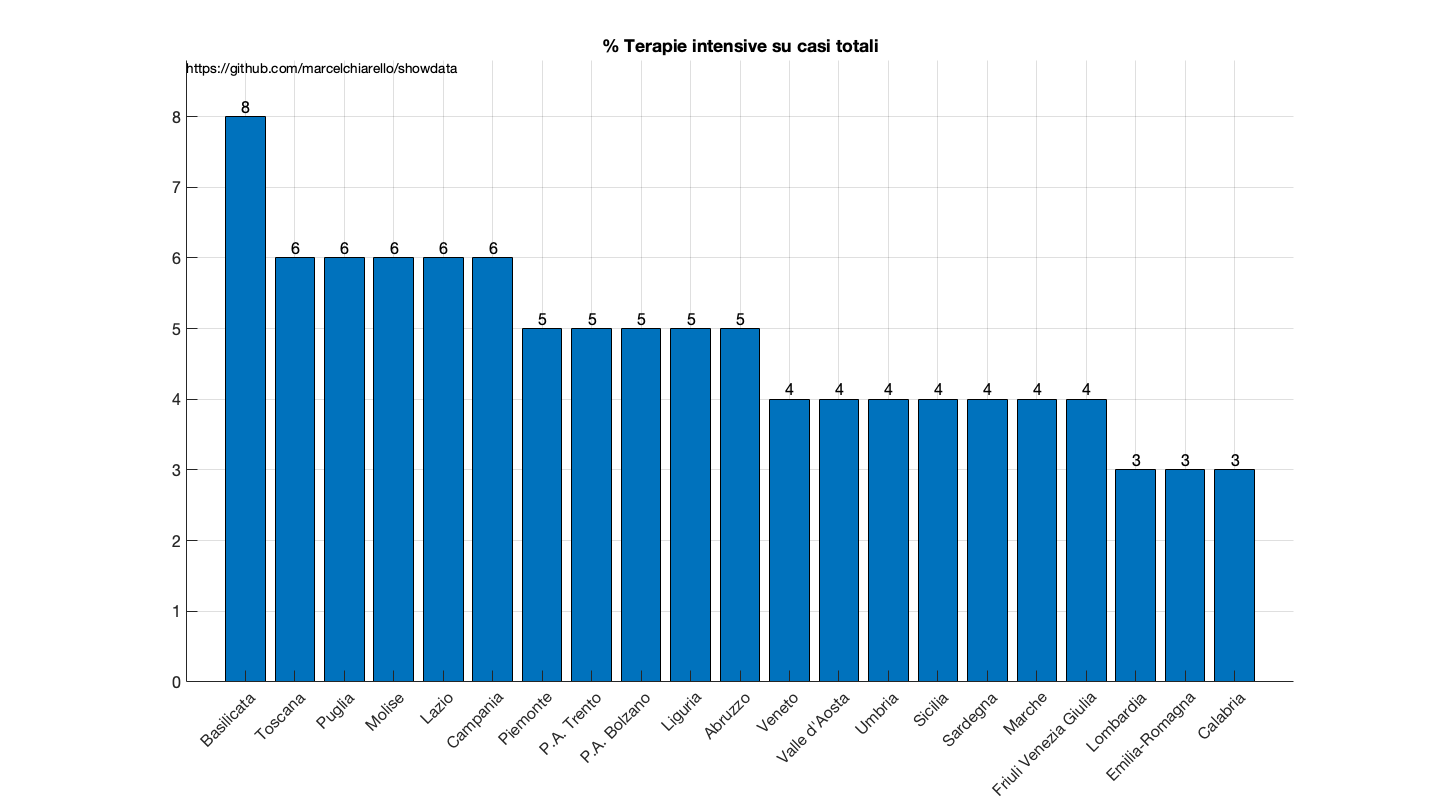 % Terapie intensive su casi totali
https://github.com/marcelchiarello/showdata
8
7
6
5
4
3
2
1
0
8
6
6
6
6
6
5
5
5
5
5
4
4
4
4
4
4
4
3
3
3
Basilicata
Toscana
Puglia
Molise
Lazio
Campania
Piemonte
P.A. Trento
P.A. Bolzano
Liguria
Abruzzo
Veneto
Valle d'Aosta
Umbria
Sicilia
Sardegna
Marche
Friuli Venezia Giulia
Lombardia
Emilia-Romagna
Calabria